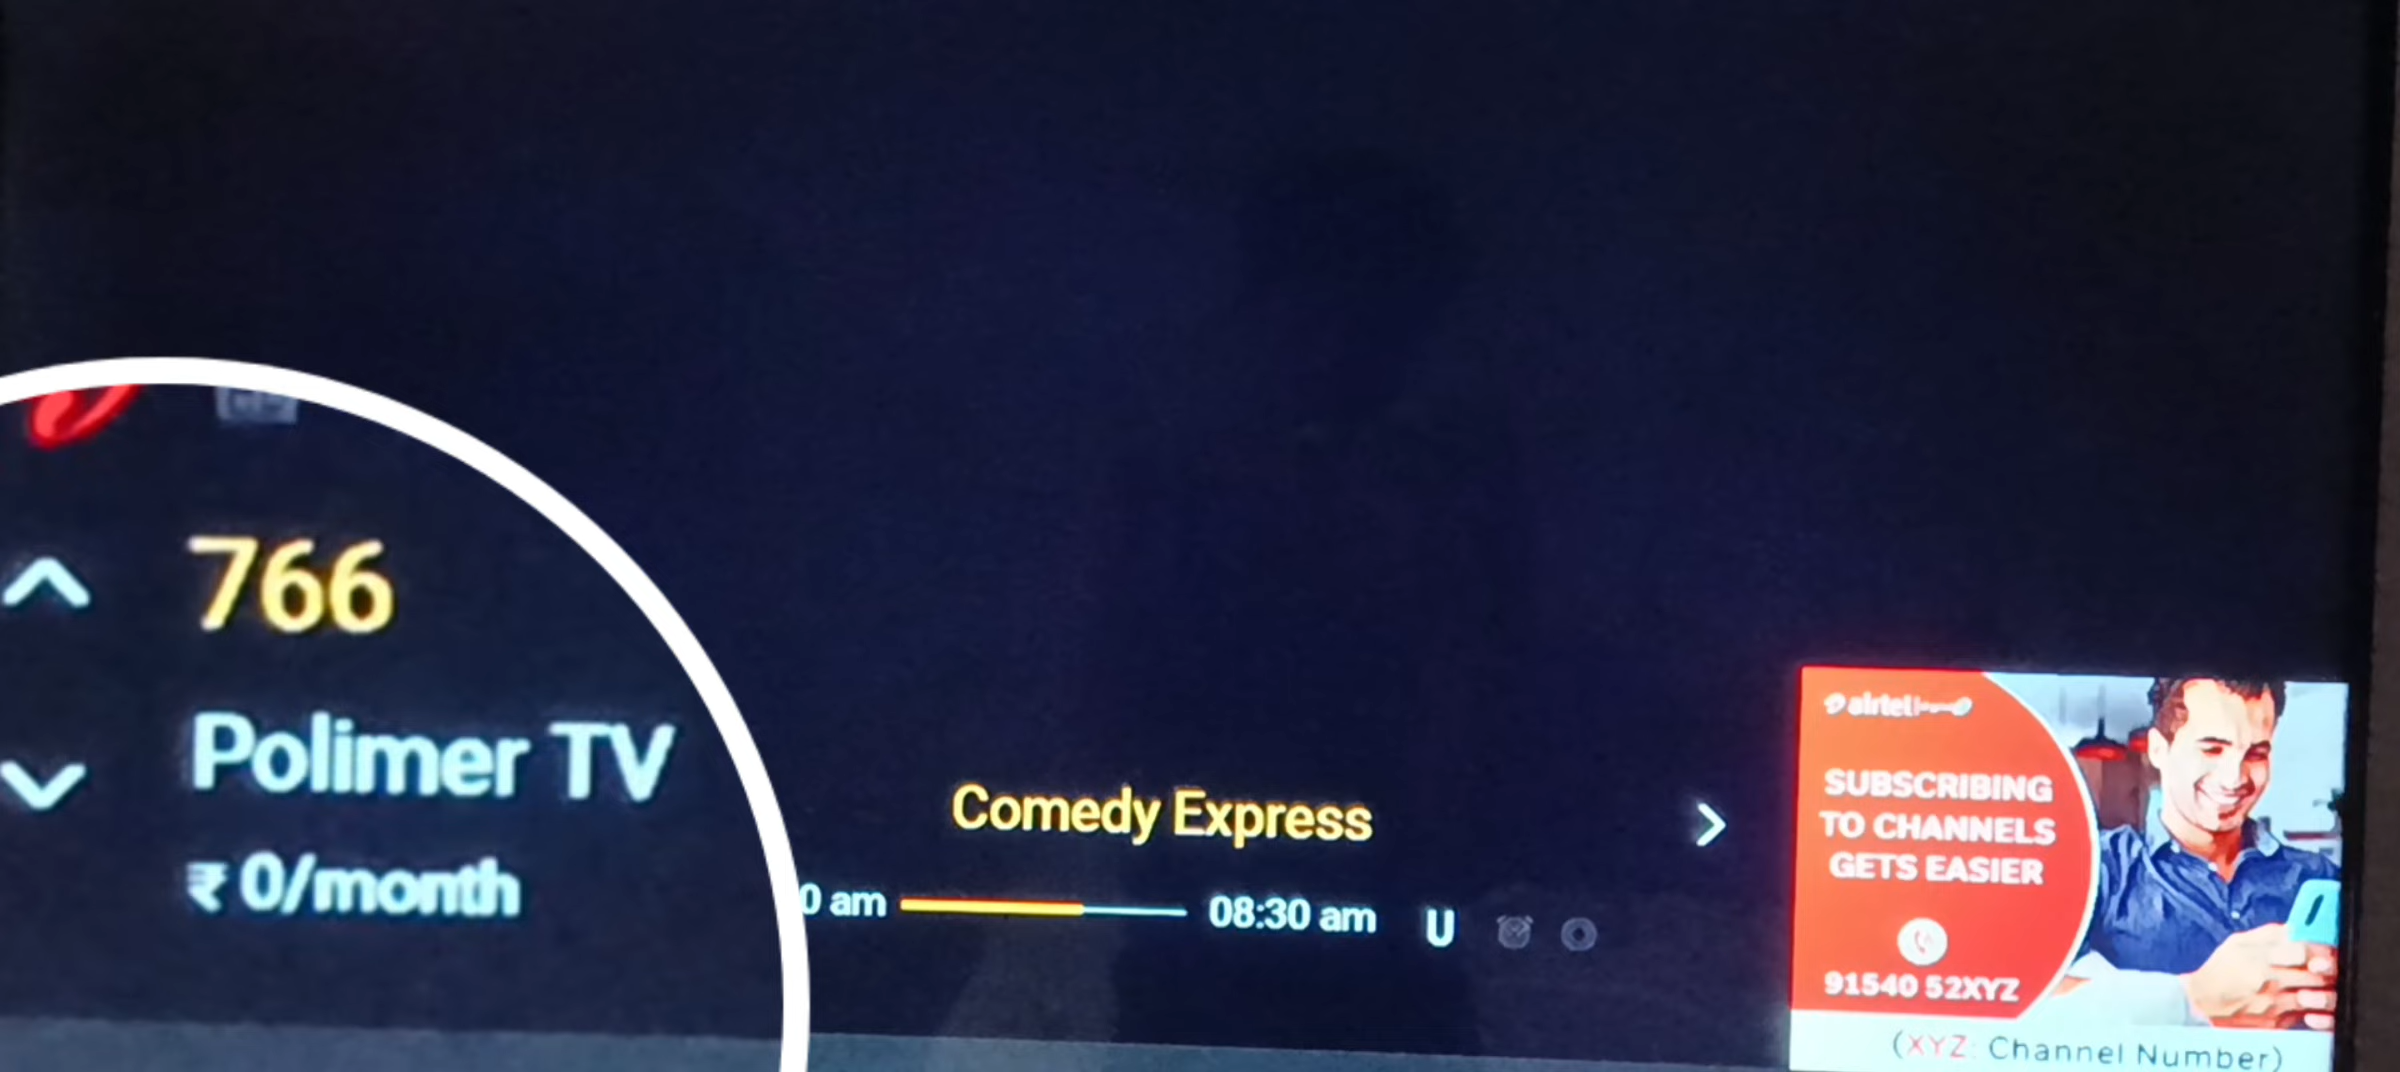 766
Polimer TV
₹ 0/month
Comedy Express
0 am 08:30 am U
airtel
SUBSCRIBING
TO CHANNELS
GETS EASIER
91540 52XYZ
(XYZ: Channel Number)